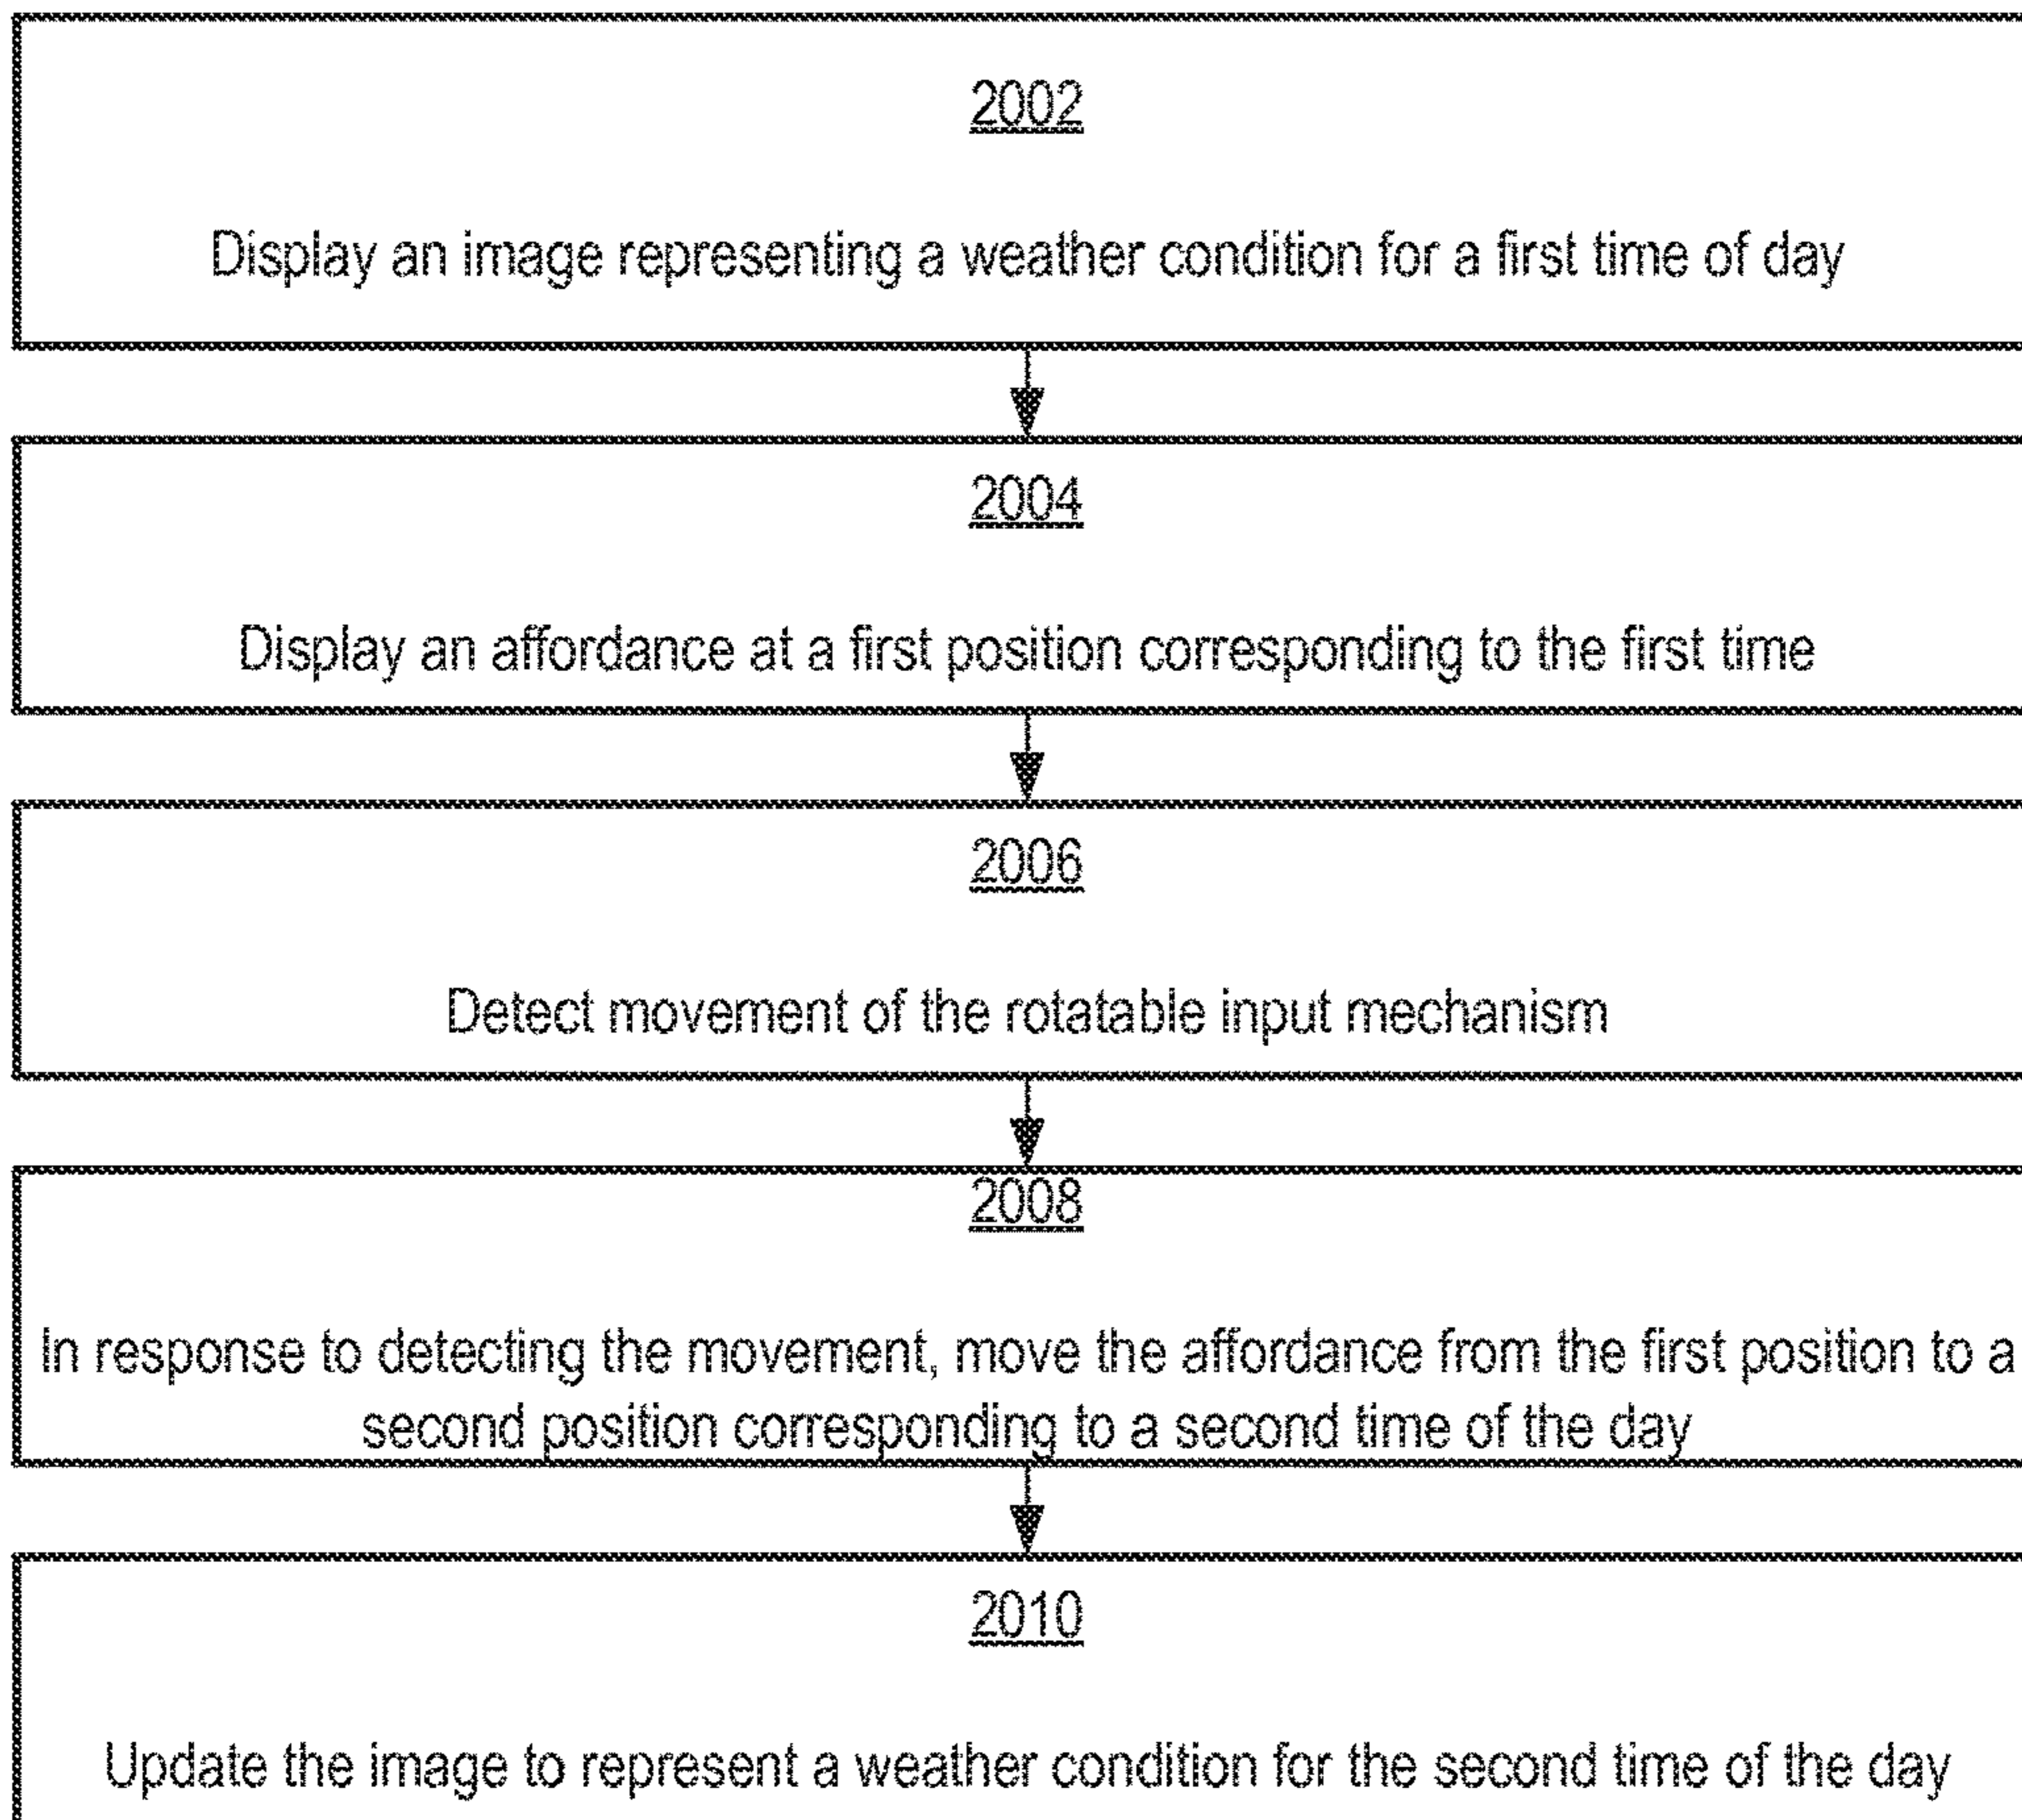 2002
Display an image representing a weather condition for a first time of day
2004
Display an affordance at a first position corresponding to the first time
2006
Detect movement of the rotatable input mechanism
2008
In response to detecting the movement, move the affordance from the first position to a
second position corresponding to a second time of the day
2010
Update the image to represent a weather condition for the second time of the day